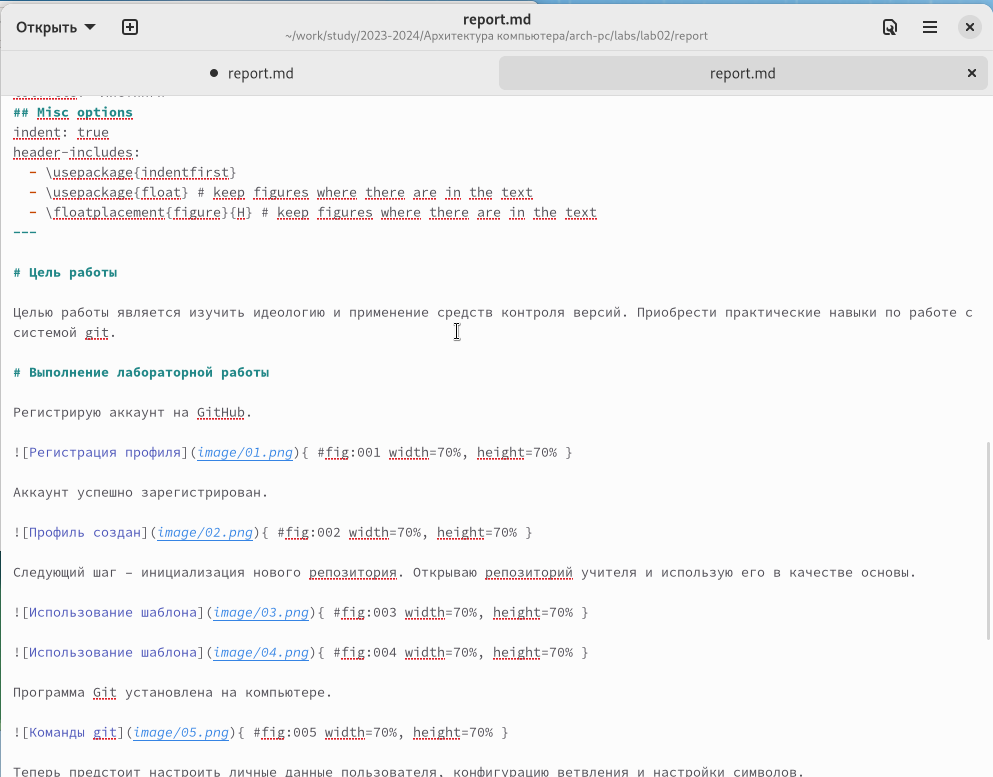 Открыть
report.md
~/work/study/2023-2024/Архитектура компьютера/arch-pc/labs/lab02/report
report.md
report.md
## Misc options
indent: true
header-includes:
  - \usepackage{indentfirst}
  - \usepackage{float} # keep figures where there are in the text
  - \floatplacement{figure}{H} # keep figures where there are in the text
---
# Цель работы
Целью работы является изучить идеологию и применение средств контроля версий. Приобрести практические навыки по работе с
системой git.
# Выполнение лабораторной работы
Регистрирую аккаунт на GitHub.
![Регистрация профиля](image/01.png){ #fig:001 width=70%, height=70% }
Аккаунт успешно зарегистрирован.
![Профиль создан](image/02.png){ #fig:002 width=70%, height=70% }
Следующий шаг – инициализация нового репозитория. Открываю репозиторий учителя и использую его в качестве основы.
![Использование шаблона](image/03.png){ #fig:003 width=70%, height=70% }
![Использование шаблона](image/04.png){ #fig:004 width=70%, height=70% }
Программа Git установлена на компьютере.
![Команды git](image/05.png){ #fig:005 width=70%, height=70% }
Теперь предстоит настроить личные данные пользователя, конфигурацию ветвления и настройки символов.